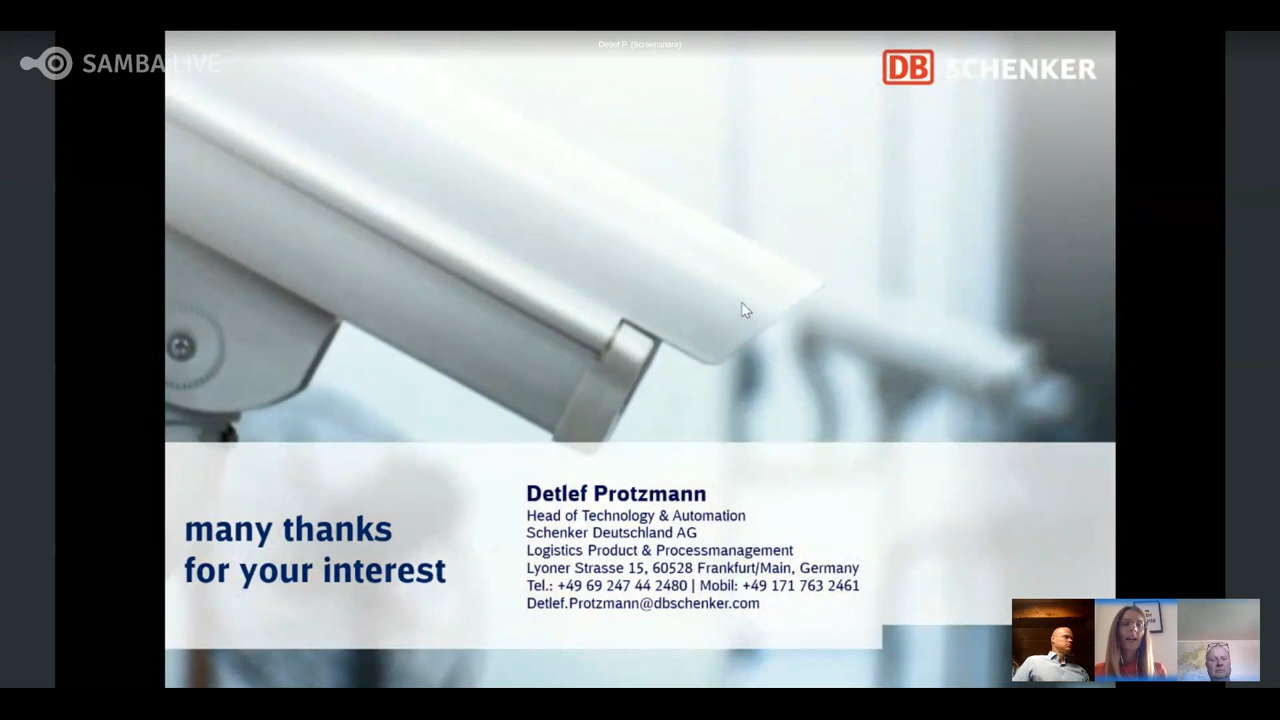 Detlef P. (Screenshare)
SAMBA LIVE
DB SCHENKER
many thanks
for your interest
Detlef Protzmann
Head of Technology & Automation
Schenker Deutschland AG
Logistics Product & Processmanagement
Lyoner Strasse 15, 60528 Frankfurt/Main, Germany
Tel.: +49 69 247 44 2480 | Mobil: +49 171 763 2461
Detlef.Protzmann@dbschenker.com